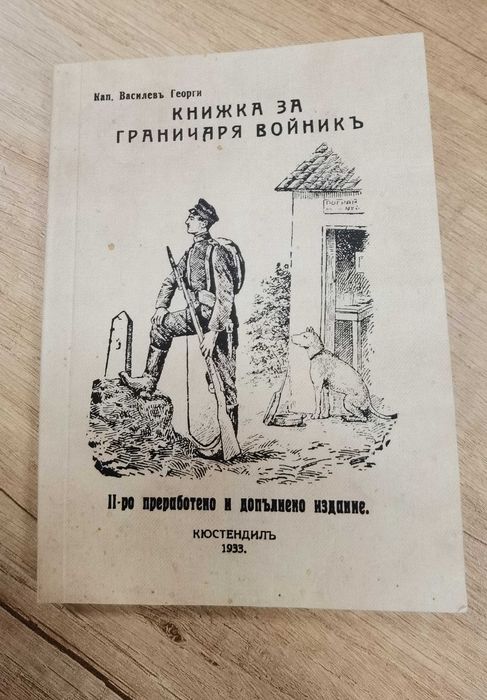 Кап. Василевъ Георги
КНИЖКА ЗА
ГРАНИЧАРЯ ВОЙНИКЪ
II-ро преработено и допълнено издание.
КЮСТЕНДИЛЪ
1933.